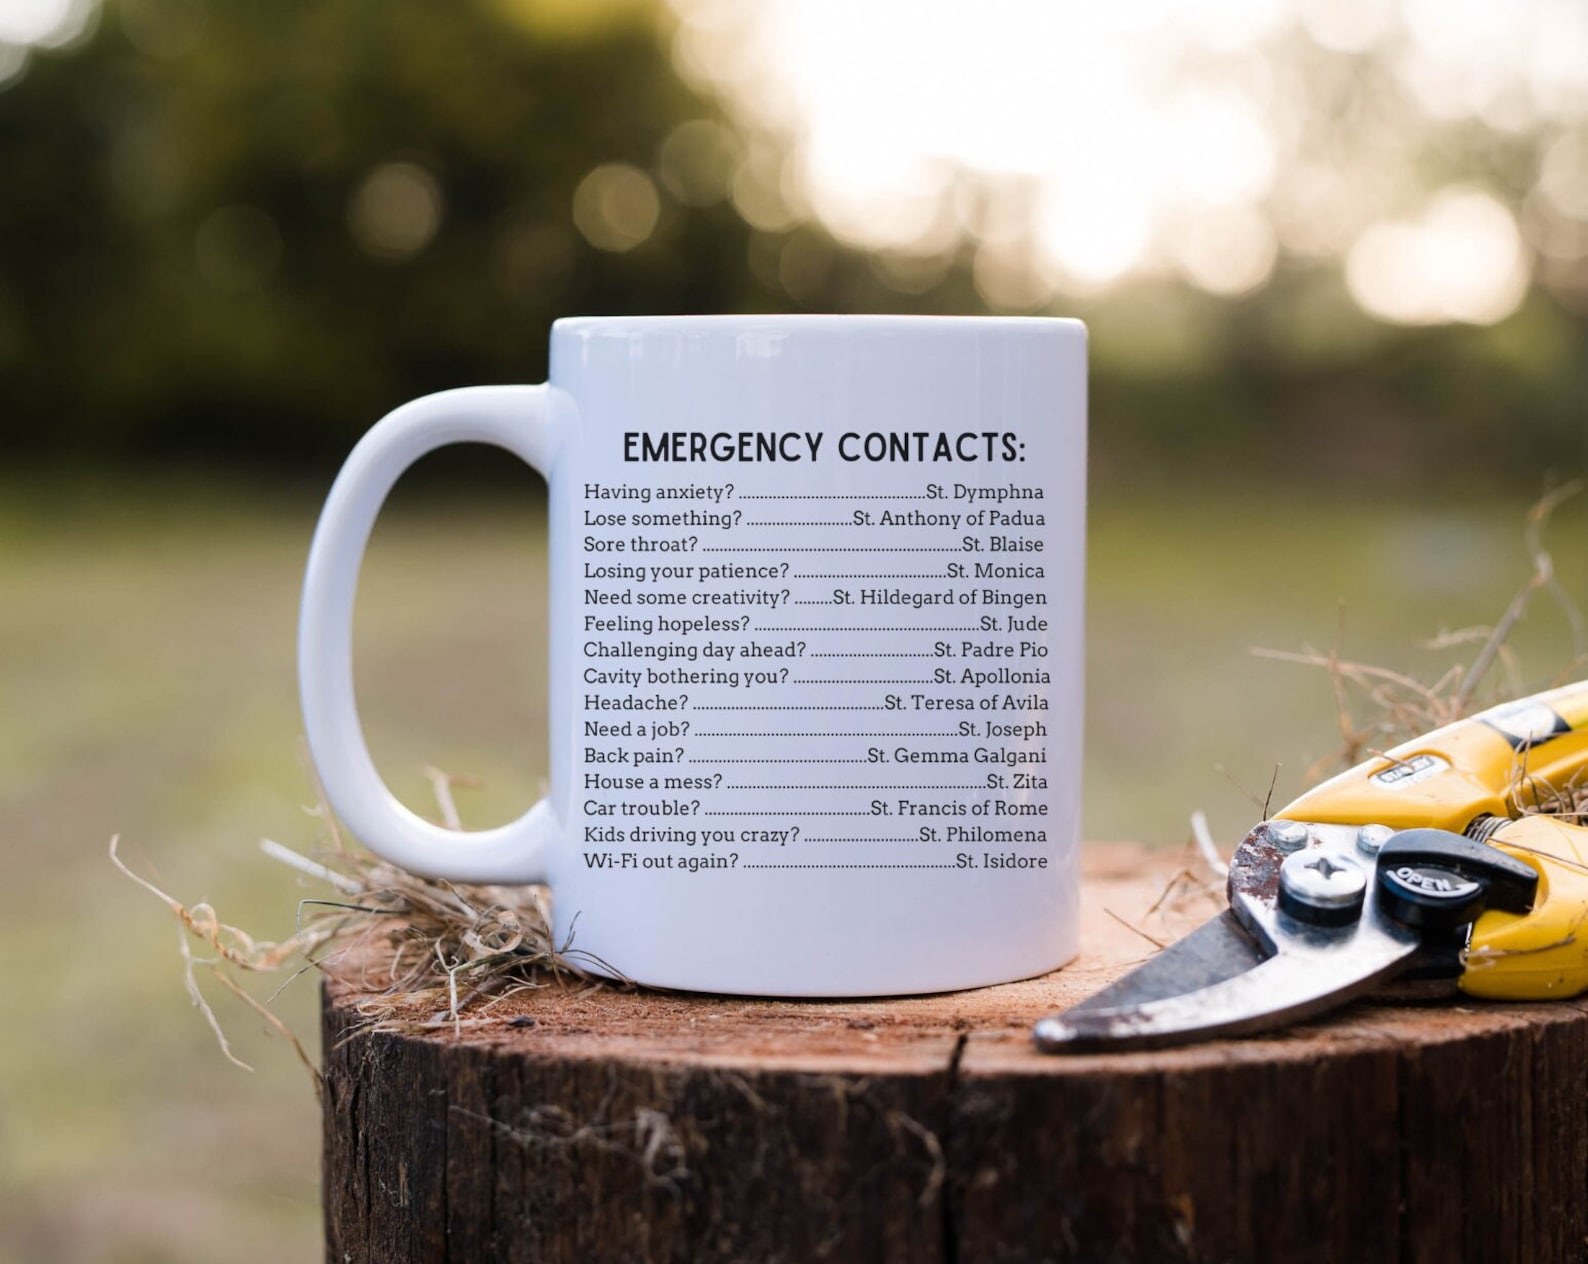 EMERGENCY CONTACTS:
Having anxiety? ............................................St. Dymphna
Lose something? .........................St. Anthony of Padua
Sore throat? .............................................................St. Blaise
Losing your patience? ....................................St. Monica
Need some creativity? .........St. Hildegard of Bingen
Feeling hopeless? .....................................................St. Jude
Challenging day ahead? .............................St. Padre Pio
Cavity bothering you? .................................St. Apollonia
Headache? .............................................St. Teresa of Avila
Need a job? ..............................................................St. Joseph
Back pain? ..........................................St. Gemma Galgani
House a mess? .............................................................St. Zita
Car trouble? .......................................St. Francis of Rome
Kids driving you crazy? ...........................St. Philomena
Wi-Fi out again? ..................................................St. Isidore
OPEN